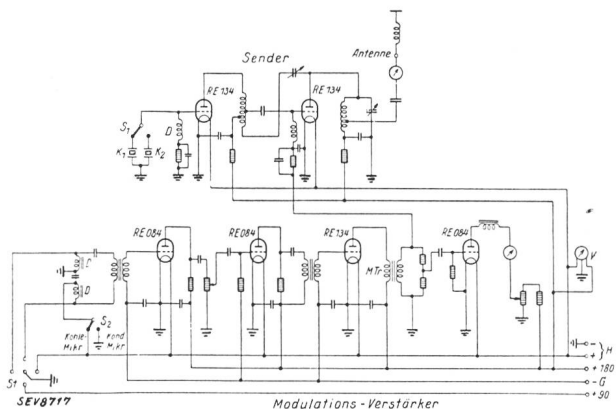 Sender
Antenne
RE 134
RE 134
S1
D
K1
K2
RE 084
RE 084
RE 134
RE 084
MTr
V
D
S2
Kohle-
Mikr
Kond
Mikr
St
- } H
+
+ 180
- G
+ 90
SEV8717
Modulations-Verstärker